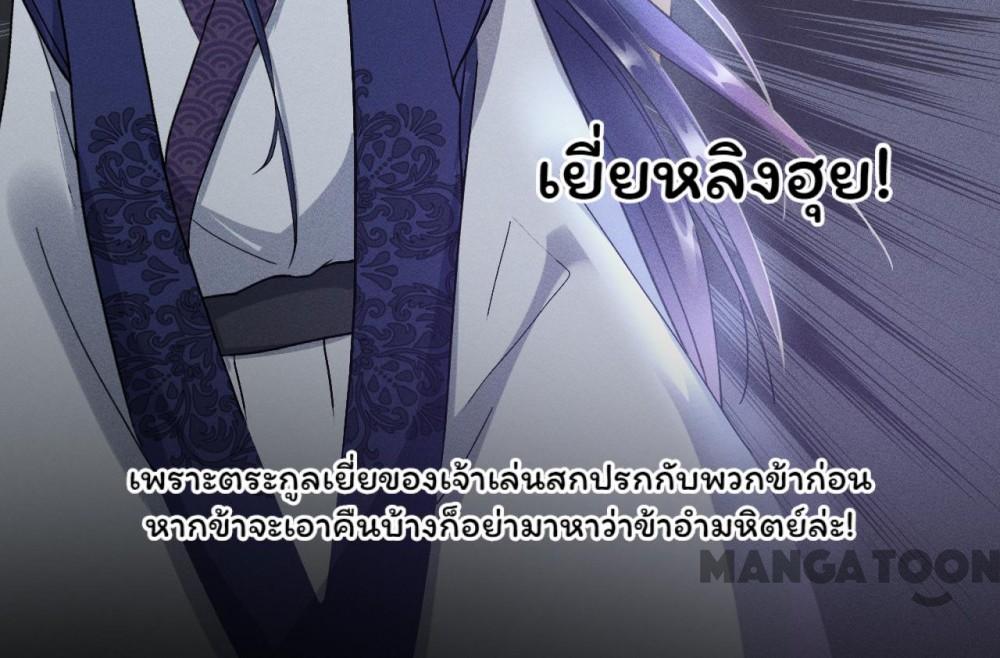 เยี่ยหลิงฮุย!
เพราะตระกูลเยี่ยของเจ้าเล่นสกปรกกับพวกข้าก่อน
หากข้าจะเอาคืนบ้างก็อย่ามาหาว่าข้าอำมหิตย์ล่ะ!
MANGATOON